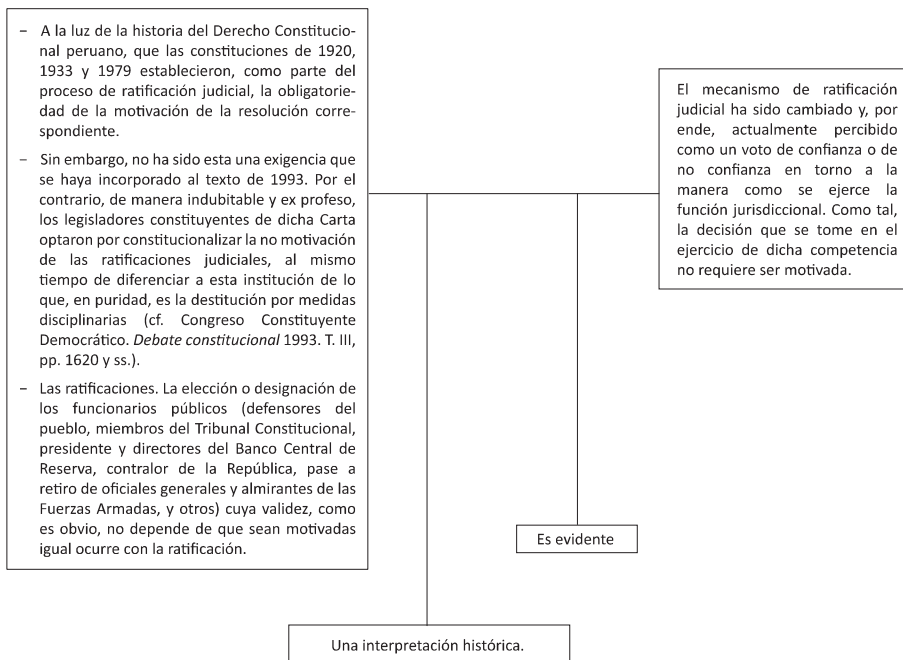 – A la luz de la historia del Derecho Constitucio-
nal peruano, que las constituciones de 1920,
1933 y 1979 establecieron, como parte del
proceso de ratificación judicial, la obligatorie-
dad de la motivación de la resolución corre-
spondiente.
– Sin embargo, no ha sido esta una exigencia que
se haya incorporado al texto de 1993. Por el
contrario, de manera indubitable y ex profeso,
los legisladores constituyentes de dicha Carta
optaron por constitucionalizar la no motivación
de las ratificaciones judiciales, al mismo
tiempo de diferenciar a esta institución de lo
que, en puridad, es la destitución por medidas
disciplinarias (cf. Congreso Constituyente
Democrático. Debate constitucional 1993. T. III,
pp. 1620 y ss.).
– Las ratificaciones. La elección o designación de
los funcionarios públicos (defensores del
pueblo, miembros del Tribunal Constitucional,
presidente y directores del Banco Central de
Reserva, contralor de la República, pase a
retiro de oficiales generales y almirantes de las
Fuerzas Armadas, y otros) cuya validez, como
es obvio, no depende de que sean motivadas
igual ocurre con la ratificación.
El mecanismo de ratificación
judicial ha sido cambiado y, por
ende, actualmente percibido
como un voto de confianza o de
no confianza en torno a la
manera como se ejerce la
función jurisdiccional. Como tal,
la decisión que se tome en el
ejercicio de dicha competencia
no requiere ser motivada.
Es evidente
Una interpretación histórica.